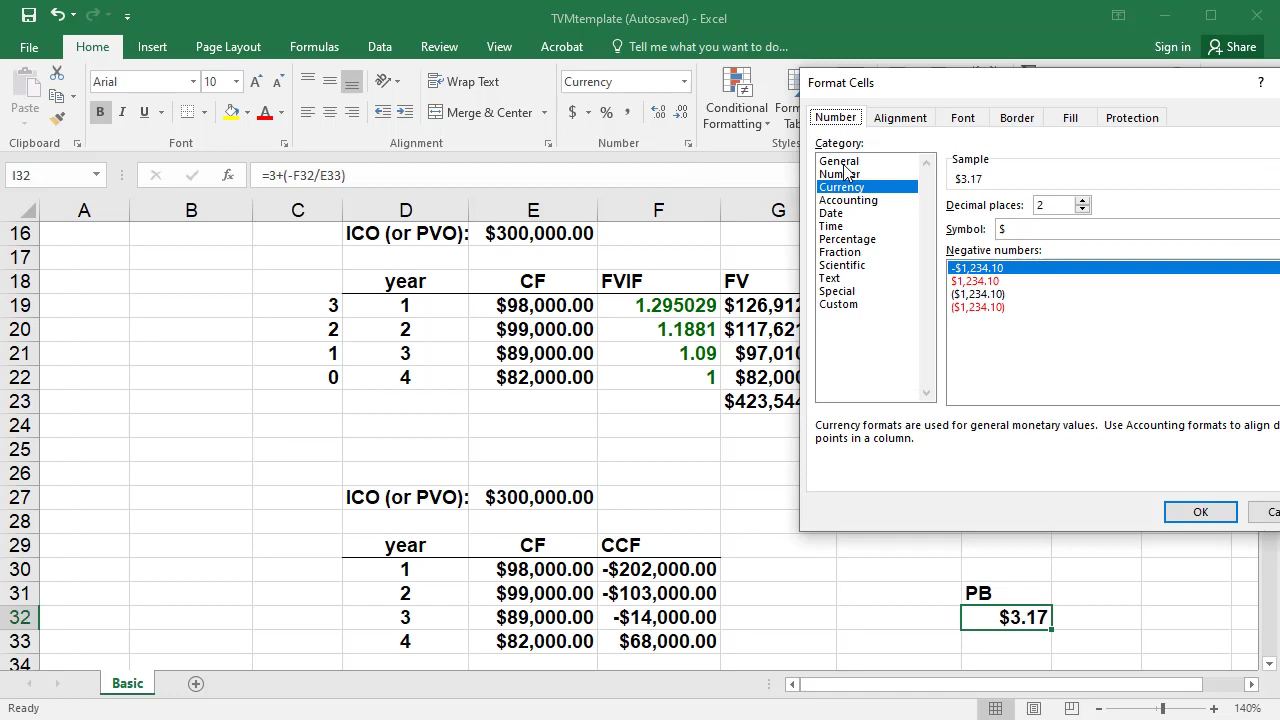 TVMtemplate (Autosaved) - Excel
File Home Insert Page Layout Formulas Data Review View Acrobat Tell me what you want to do... Sign in Share
Paste
Clipboard
Arial 10
B I U
Font
Wrap Text
Merge & Center
Alignment
Currency
$ % ,
Number
Conditional
Formatting
Styles
I32 fx =3+(-F32/E33)
A B C D E F G
16 ICO (or PVO): $300,000.00
17
18 year CF FVIF FV
19 3 1 $98,000.00 1.295029 $126,912
20 2 2 $99,000.00 1.1881 $117,621
21 1 3 $89,000.00 1.09 $97,010
22 0 4 $82,000.00 1 $82,000
23 $423,544
24
25
26
27 ICO (or PVO): $300,000.00
28
29 year CF CCF
30 1 $98,000.00 -$202,000.00
31 2 $99,000.00 -$103,000.00 PB
32 3 $89,000.00 -$14,000.00 $3.17
33 4 $82,000.00 $68,000.00
34
Basic
Ready 140%
Format Cells ?
Number Alignment Font Border Fill Protection
Category:
General
Number
Currency
Accounting
Date
Time
Percentage
Fraction
Scientific
Text
Special
Custom
Sample
$3.17
Decimal places: 2
Symbol: $
Negative numbers:
-$1,234.10
$1,234.10
($1,234.10)
($1,234.10)
Currency formats are used for general monetary values. Use Accounting formats to align d
points in a column.
OK Ca